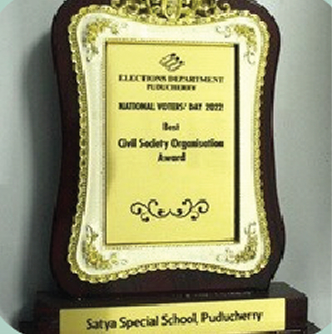 ELECTIONS DEPARTMENT
PUDUCHERRY
NATIONAL VOTERS' DAY 2022
Best
Civil Society Organisation
Award
Satya Special School, Puducherry